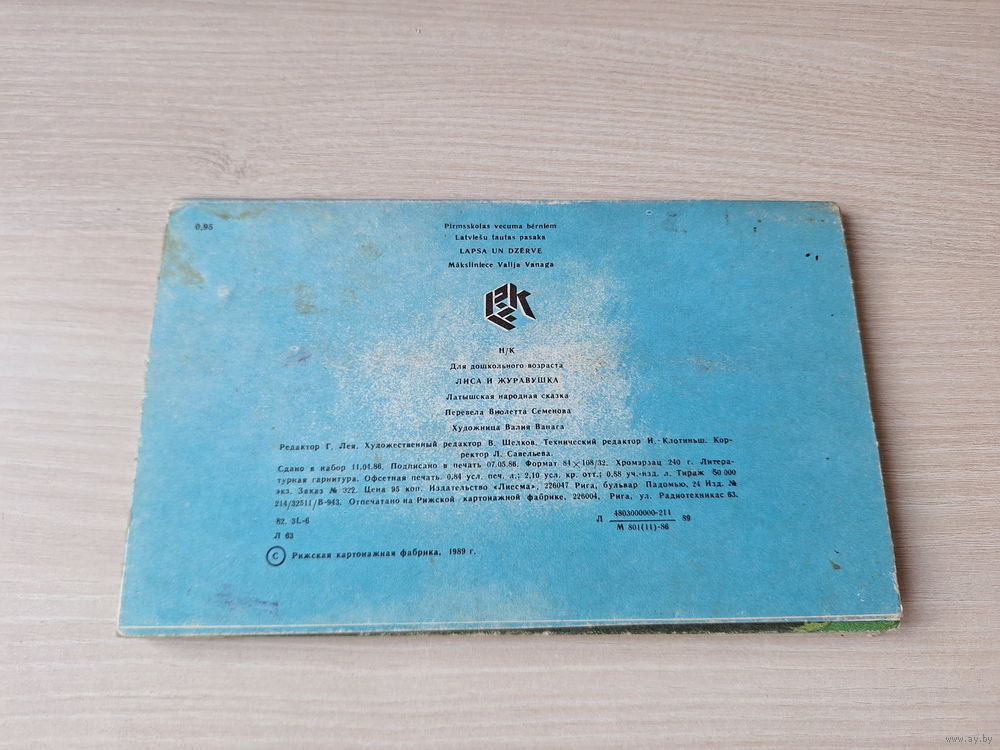 0,95
Pirmsskolas vecuma bērniem
Latviešu tautas pasaka
LAPSA UN DZĒRVE
Māksliniece Valija Vanaga
Н/К
Для дошкольного возраста
ЛИСА И ЖУРАВУШКА
Латышская народная сказка
Перевела Виолетта Семенова
Художница Валия Ванага
Редактор Г. Лея. Художественный редактор В. Шелков. Технический редактор И. Клотиньш. Кор-
ректор Л. Савельева.
Сдано в набор 11.04.86. Подписано в печать 07.05.86. Формат 84×108/32. Хромэрзац 240 г. Литера-
турная гарнитура. Офсетная печать. 0,84 усл. печ. л.; 2,10 усл. кр. отт.; 0,88 уч.-изд. л. Тираж 50 000
экз. Заказ № 322. Цена 95 коп. Издательство «Лиесма», 226047 Рига, бульвар Падомью, 24 Изд. №
214/32511/В-943. Отпечатано на Рижской картонажной фабрике, 226004, Рига, ул. Радиотехникас 63.
82. 3L-6
Л 63
Л 4803000000-211 89
М 801(11)-86
© Рижская картонажная фабрика, 1989 г.
www.ay.by